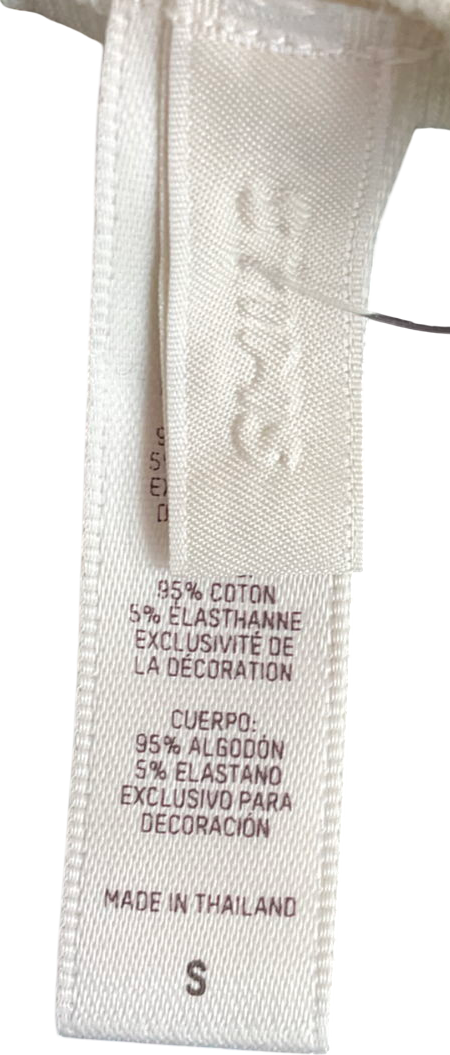 SKIMS
95% COTON
5% ÉLASTHANNE
EXCLUSIVITÉ DE
LA DÉCORATION
CUERPO:
95% ALGODÓN
5% ELASTANO
EXCLUSIVO PARA
DECORACIÓN
MADE IN THAILAND
S